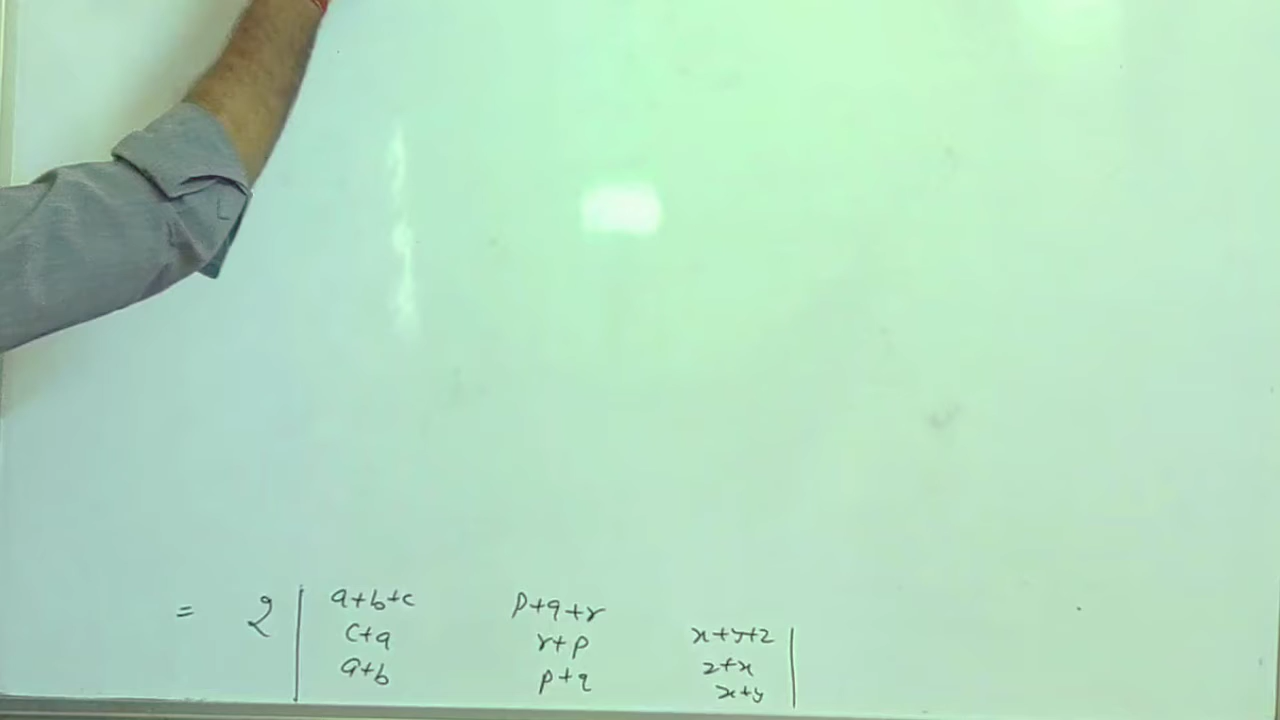 = 2 | a+b+c p+q+r x+y+z |
c+a r+p z+x
a+b p+q x+y